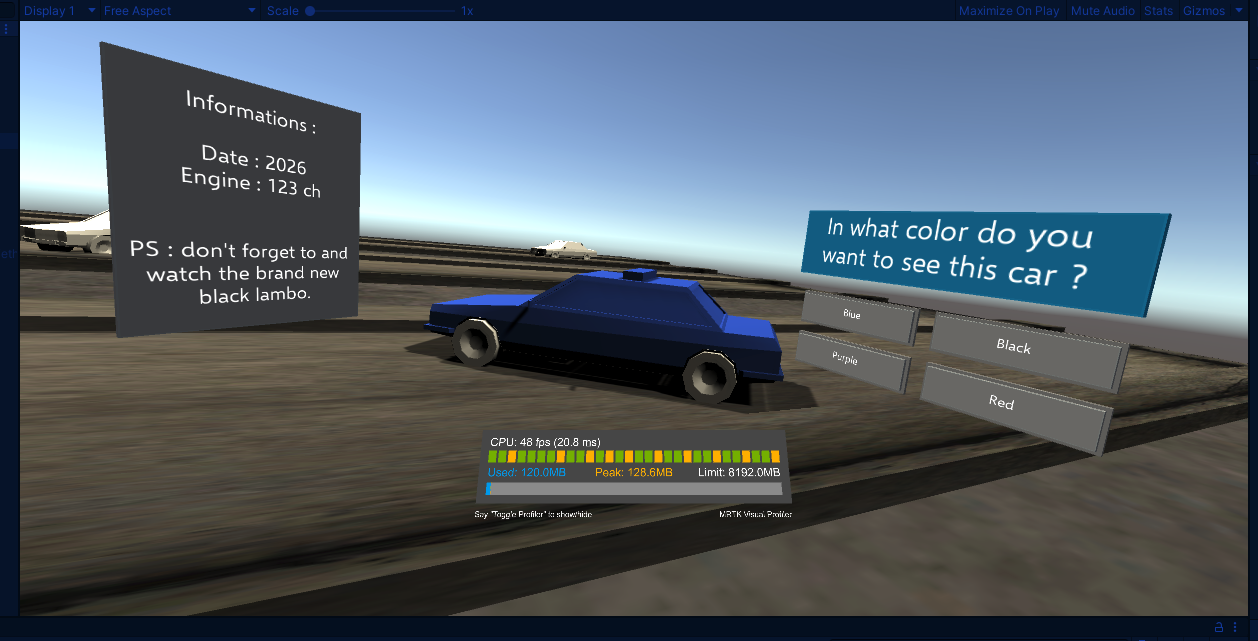 Display 1
Free Aspect
Scale
1x
Maximize On Play
Mute Audio
Stats
Gizmos
Informations :
Date : 2026
Engine : 123 ch
PS : don't forget to and
watch the brand new
black lambo.
In what color do you
want to see this car ?
Blue
Black
Purple
Red
CPU: 48 fps (20.8 ms)
Used: 120.0MB
Peak: 128.6MB
Limit: 8192.0MB
Say "Toggle Profiler" to show/hide
MRTK Visual Profiler